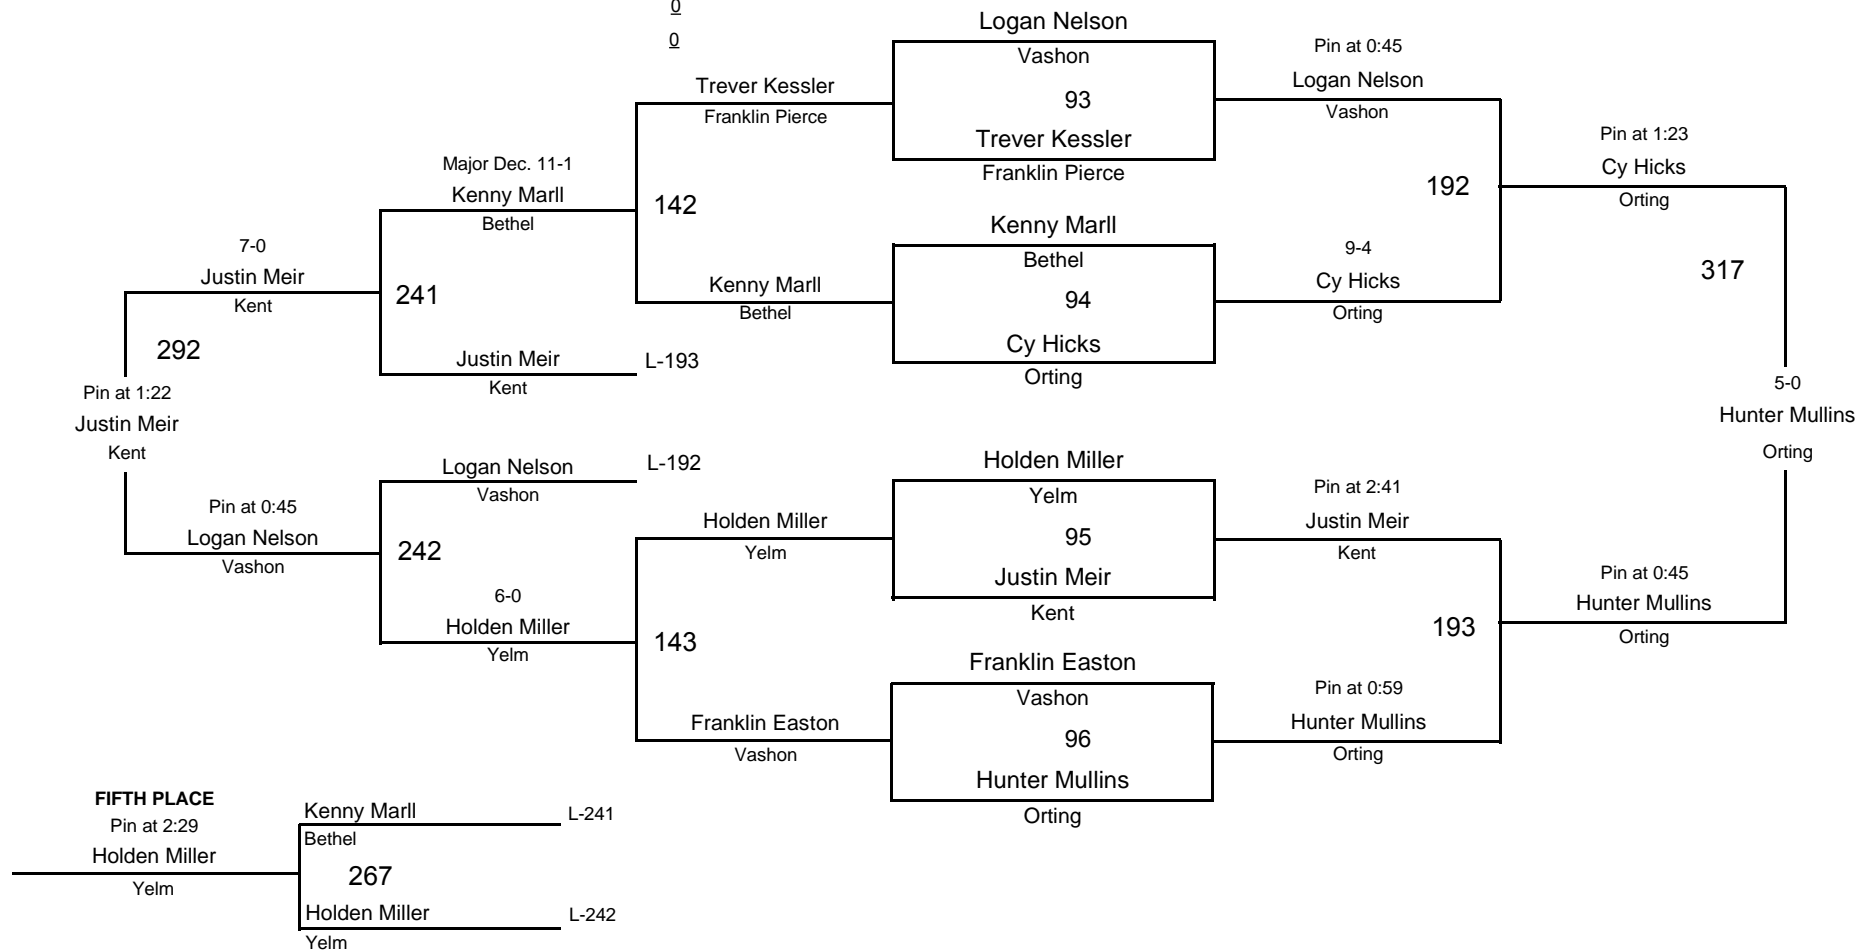 0
0
Logan Nelson
Vashon
93
Trever Kessler
Franklin Pierce
Pin at 0:45
Logan Nelson
Vashon
Trever Kessler
Franklin Pierce
Pin at 1:23
Cy Hicks
Orting
192
Major Dec. 11-1
Kenny Marll
Bethel
142
Kenny Marll
Bethel
94
Cy Hicks
Orting
9-4
Cy Hicks
Orting
317
7-0
Justin Meir
Kent
241
Kenny Marll
Bethel
292
Justin Meir
Kent
L-193
Pin at 1:22
Justin Meir
Kent
5-0
Hunter Mullins
Orting
Logan Nelson
Vashon
L-192
Holden Miller
Yelm
95
Justin Meir
Kent
Pin at 2:41
Justin Meir
Kent
Pin at 0:45
Logan Nelson
Vashon
242
Holden Miller
Yelm
6-0
Holden Miller
Yelm
143
Pin at 0:45
Hunter Mullins
Orting
193
Franklin Easton
Vashon
96
Hunter Mullins
Orting
Pin at 0:59
Hunter Mullins
Orting
Franklin Easton
Vashon
FIFTH PLACE
Pin at 2:29
Holden Miller
Yelm
Kenny Marll
Bethel
L-241
267
Holden Miller
Yelm
L-242